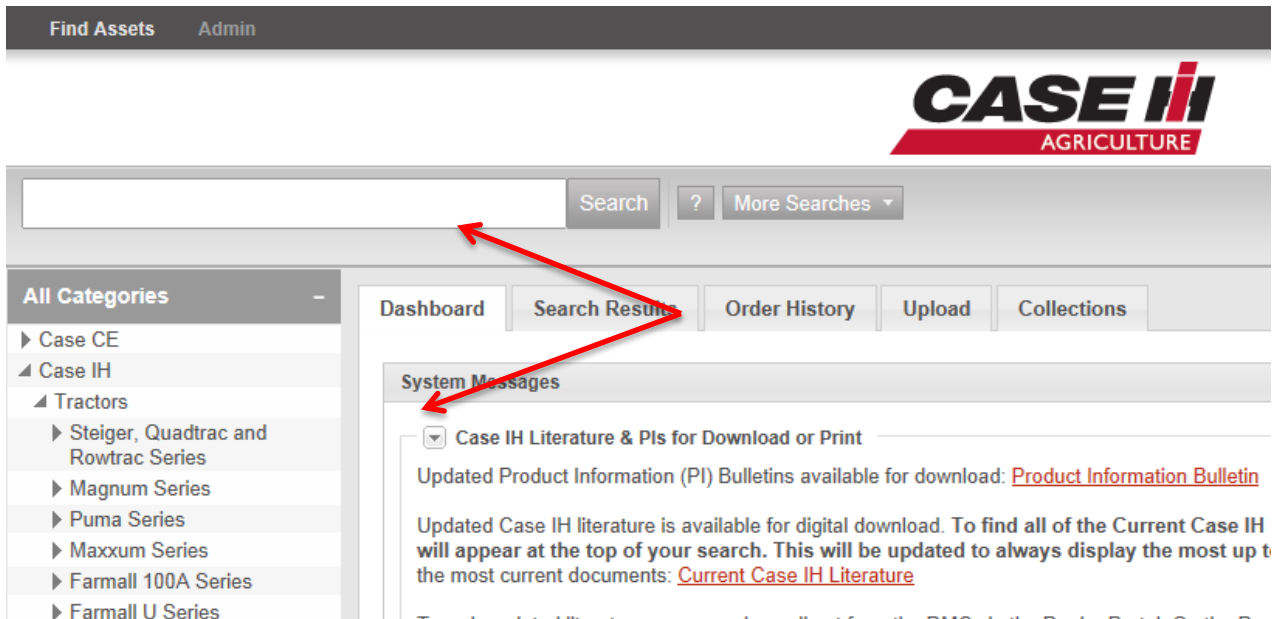 Find Assets Admin
CASE IH
AGRICULTURE
Search ? More Searches
All Categories –
Case CE
Case IH
Tractors
Steiger, Quadtrac and
Rowtrac Series
Magnum Series
Puma Series
Maxxum Series
Farmall 100A Series
Farmall U Series
Dashboard Search Results Order History Upload Collections
System Messages
Case IH Literature & PIs for Download or Print
Updated Product Information (PI) Bulletins available for download: Product Information Bulletin
Updated Case IH literature is available for digital download. To find all of the Current Case IH
will appear at the top of your search. This will be updated to always display the most up
the most current documents: Current Case IH Literature